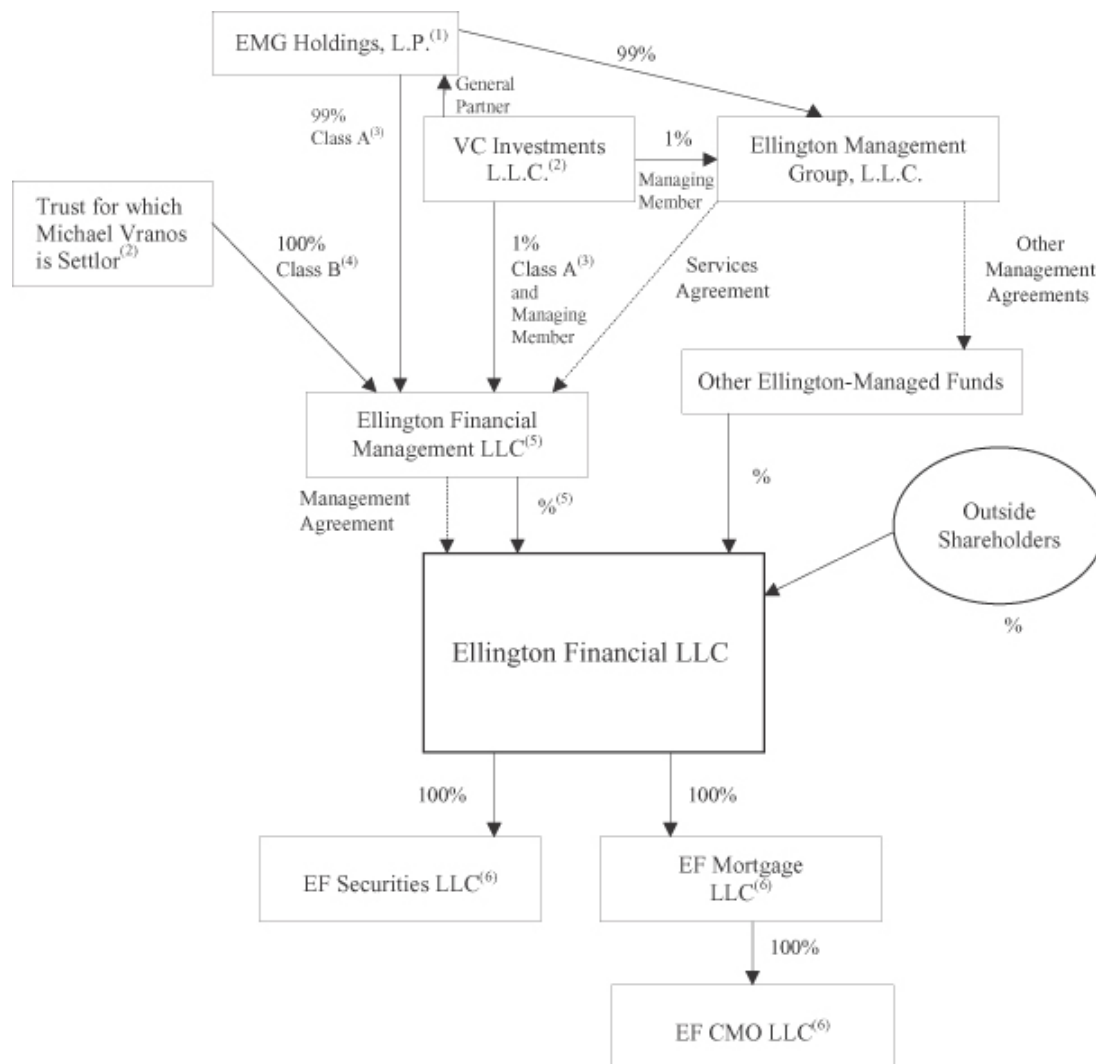 EMG Holdings, L.P.(1)
99%
General
Partner
99%
Class A(3)
VC Investments
L.L.C.(2)
1%
Managing
Member
Ellington Management
Group, L.L.C.
Trust for which
Michael Vranos
is Settlor(2)
100%
Class B(4)
1%
Class A(3)
and
Managing
Member
Services
Agreement
Other
Management
Agreements
Other Ellington-Managed Funds
Ellington Financial
Management LLC(5)
Management
Agreement
%(5)
%
Outside
Shareholders
%
Ellington Financial LLC
100%
100%
EF Securities LLC(6)
EF Mortgage
LLC(6)
100%
EF CMO LLC(6)